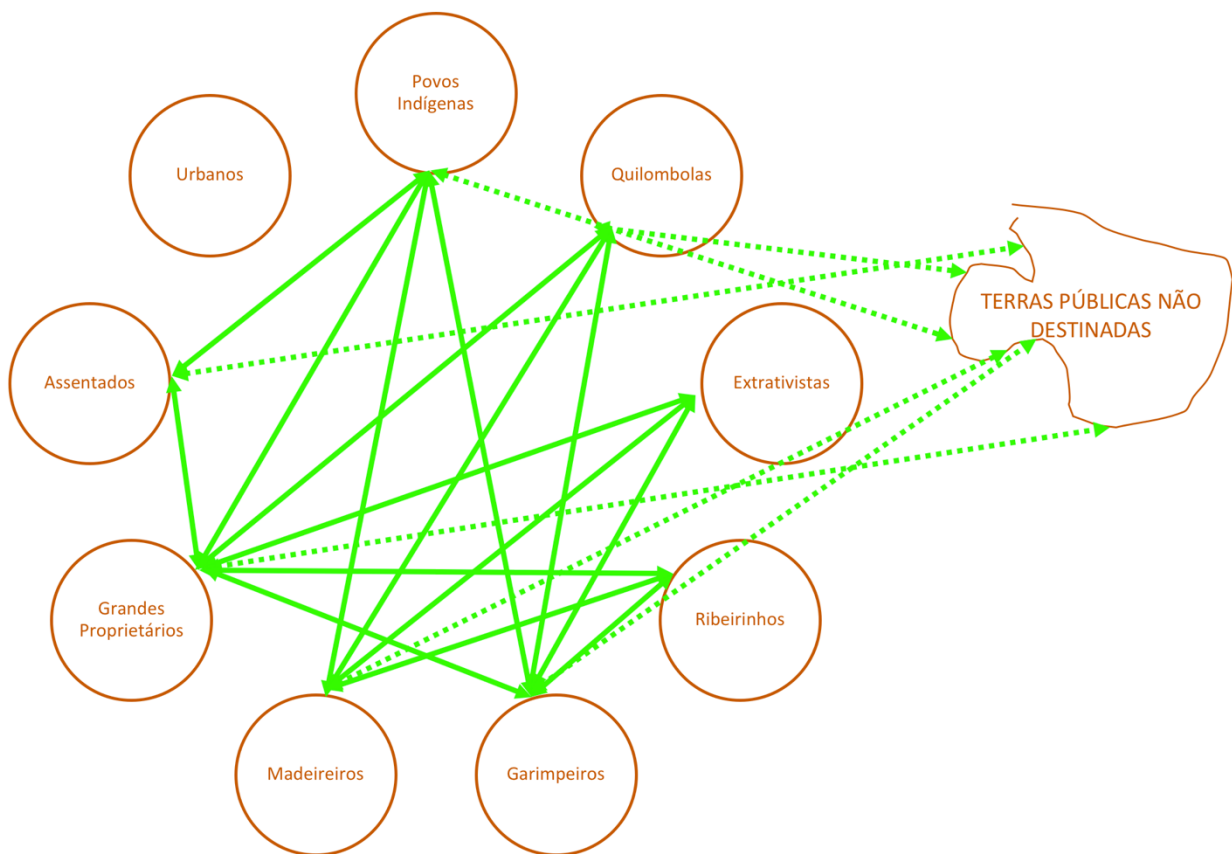 Povos
Indígenas
Urbanos
Quilombolas
TERRAS PÚBLICAS NÃO
DESTINADAS
Assentados
Extrativistas
Grandes
Proprietários
Ribeirinhos
Madeireiros
Garimpeiros